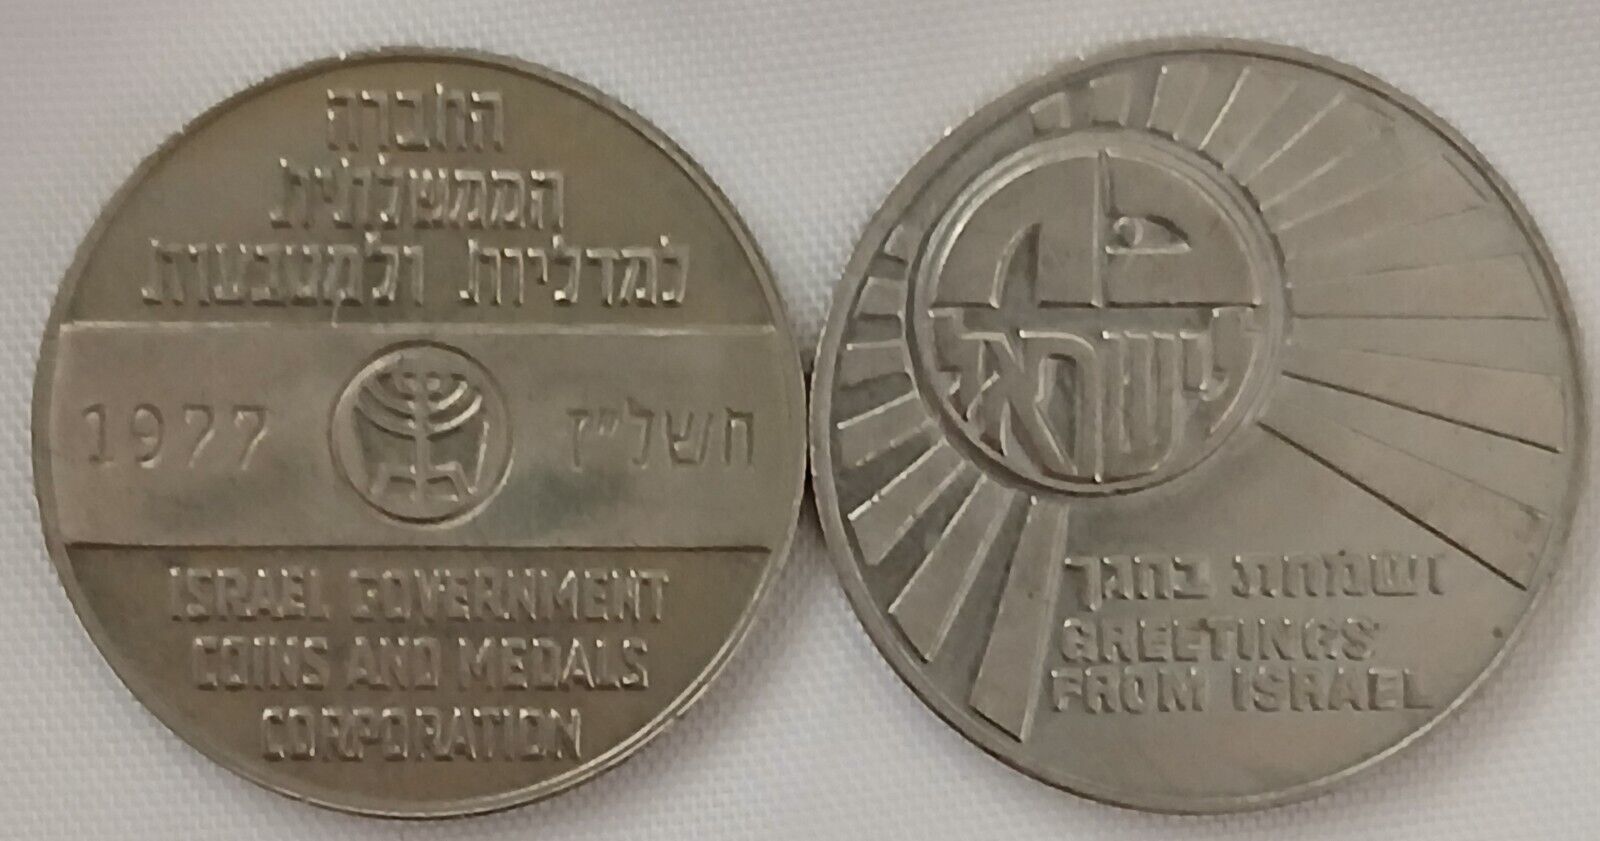 החברה
הממשלתית
למדליות ולמטבעות
1977 תשל"ז
ISRAEL GOVERNMENT
COINS AND MEDALS
CORPORATION
ישראל
ושמחת בחגך
GREETINGS
FROM ISRAEL